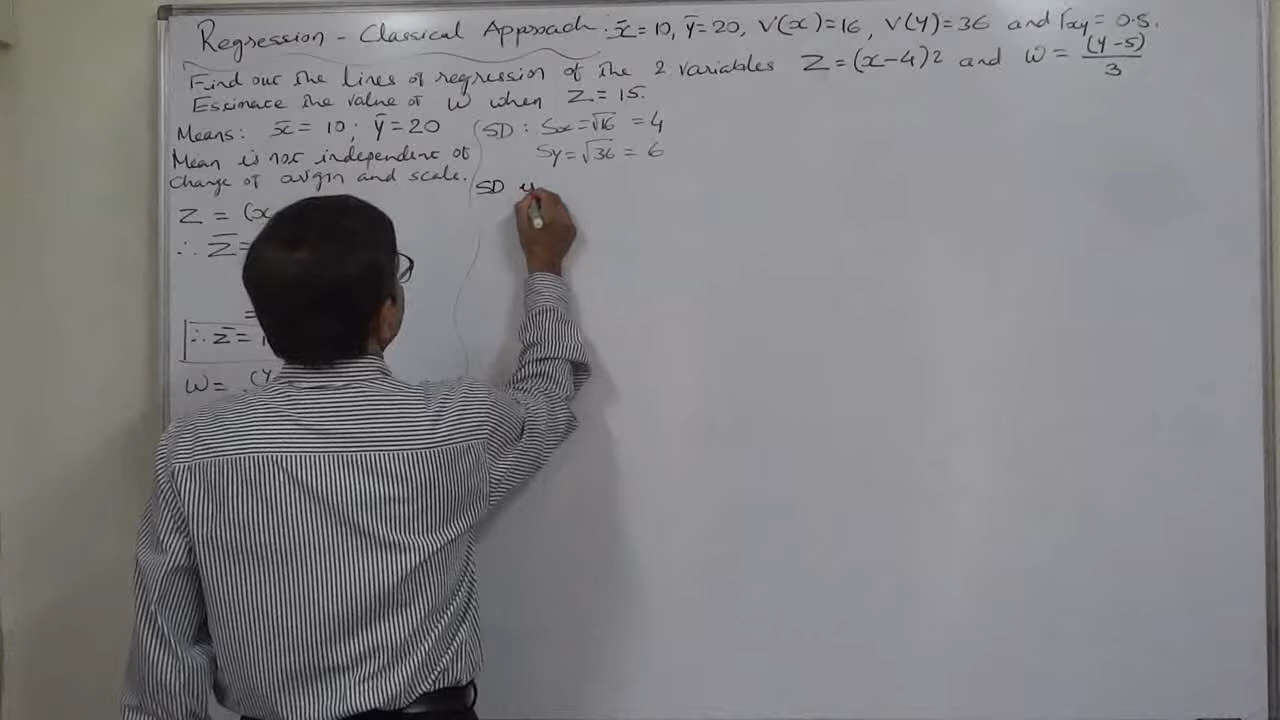 Regression - Classical Approach : x̄ = 10, ȳ = 20, V(x) = 16, V(y) = 36 and rxy = 0.5.
Find out the lines of regression of the 2 variables Z = (x-4)2 and W = (y-5)/3
Estimate the value of W when Z = 15.
Means: x̄ = 10; ȳ = 20
Mean is not independent of
change of origin and scale.
Z = (x
∴ Z̄ =
=
∴ Z̄ = 1
W = (y
SD : Sx = √16 = 4
Sy = √36 = 6
SD